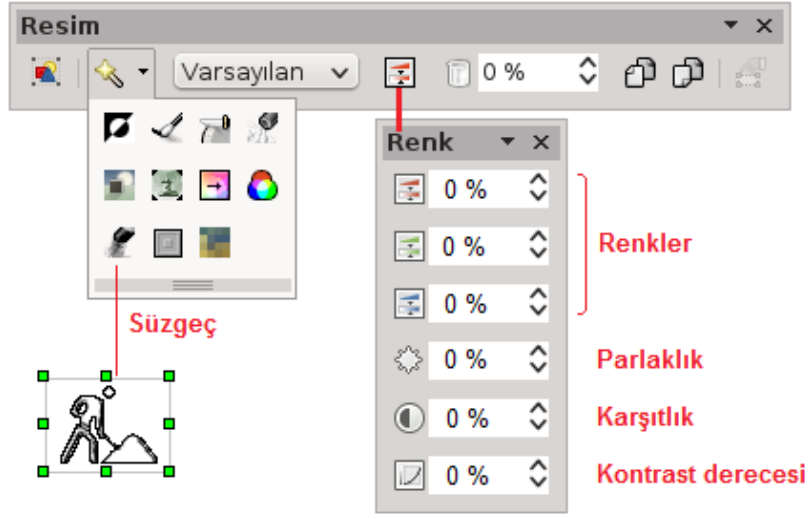 Resim
Varsayılan
0 %
Renk
0 %
0 %
Renkler
0 %
Süzgeç
0 %
Parlaklık
0 %
Karşıtlık
0 %
Kontrast derecesi